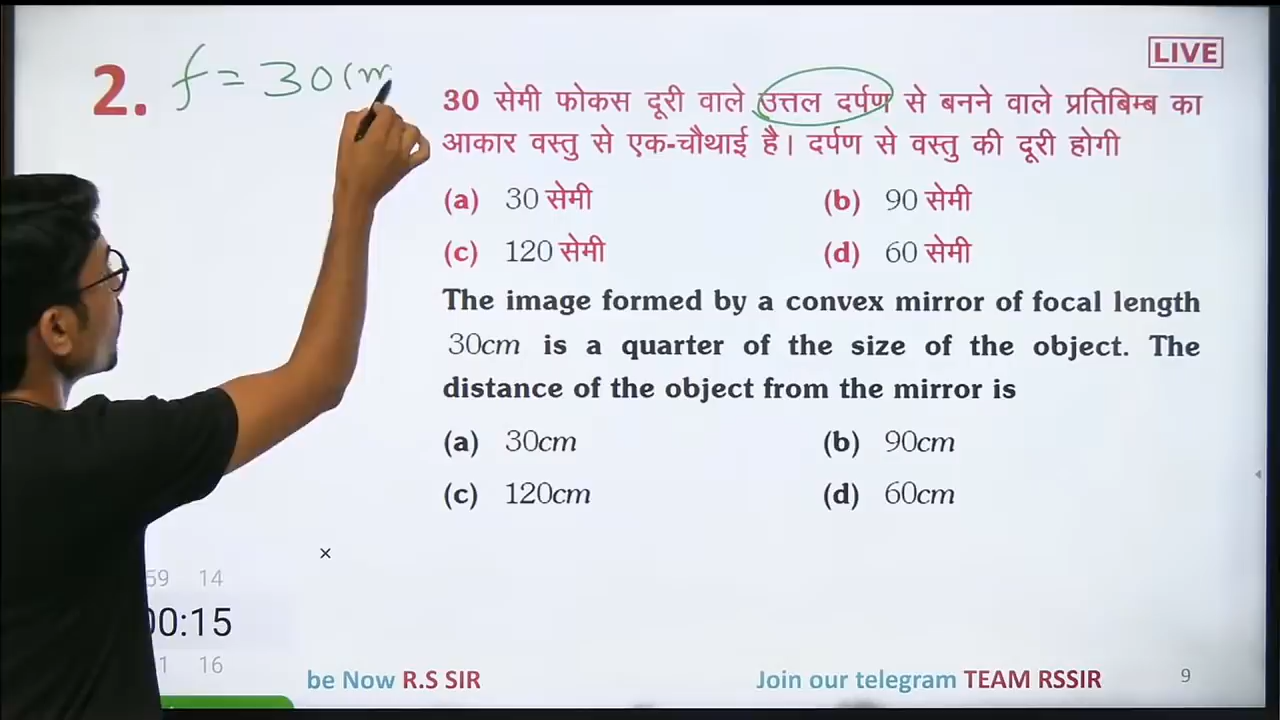 LIVE
2. f = 30cm
30 सेमी फोकस दूरी वाले उत्तल दर्पण से बनने वाले प्रतिबिम्ब का
आकार वस्तु से एक-चौथाई है। दर्पण से वस्तु की दूरी होगी
(a) 30 सेमी (b) 90 सेमी
(c) 120 सेमी (d) 60 सेमी
The image formed by a convex mirror of focal length
30cm is a quarter of the size of the object. The
distance of the object from the mirror is
(a) 30cm (b) 90cm
(c) 120cm (d) 60cm
×
59 14
00:15
1 16
be Now R.S SIR Join our telegram TEAM RSSIR 9